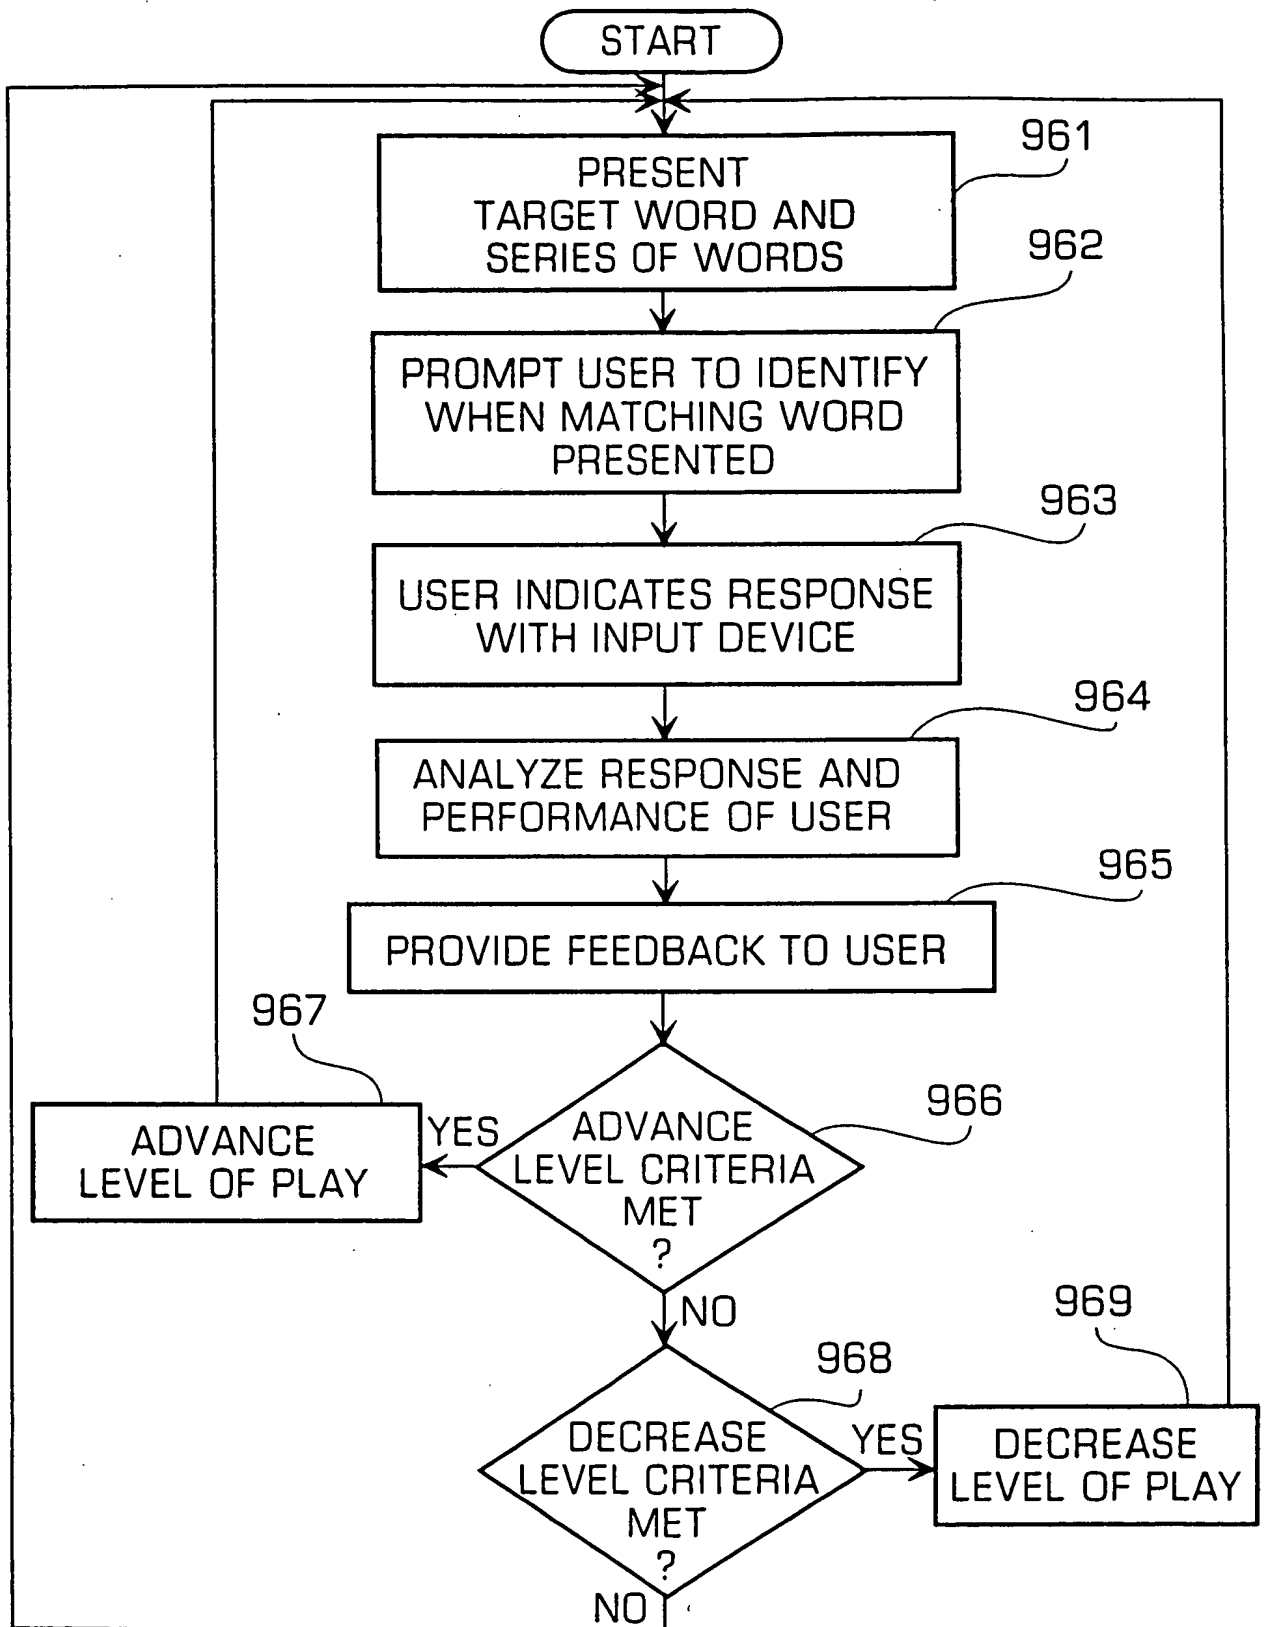 START
961
PRESENT
TARGET WORD AND
SERIES OF WORDS
962
PROMPT USER TO IDENTIFY
WHEN MATCHING WORD
PRESENTED
963
USER INDICATES RESPONSE
WITH INPUT DEVICE
964
ANALYZE RESPONSE AND
PERFORMANCE OF USER
965
PROVIDE FEEDBACK TO USER
967
ADVANCE
LEVEL OF PLAY
YES
966
ADVANCE
LEVEL CRITERIA
MET
?
NO
968
DECREASE
LEVEL CRITERIA
MET
?
YES
969
DECREASE
LEVEL OF PLAY
NO